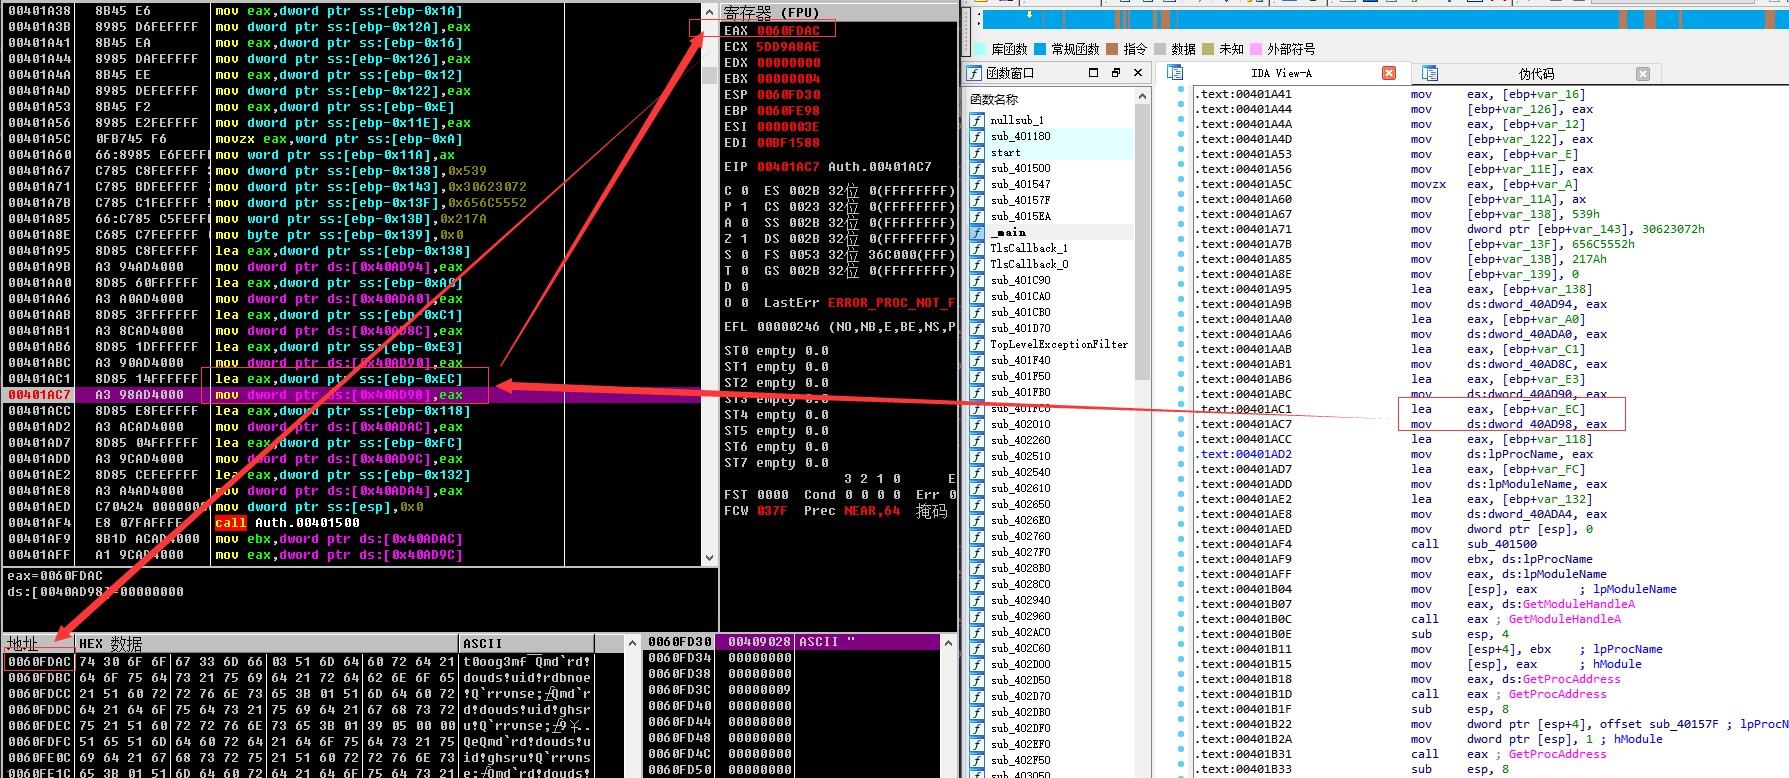 00401A38 8B45 E6 mov eax,dword ptr ss:[ebp-0x1A]
00401A3B 8985 D6FEFFFF mov dword ptr ss:[ebp-0x12A],eax
00401A41 8B45 EA mov eax,dword ptr ss:[ebp-0x16]
00401A44 8985 DAFEFFFF mov dword ptr ss:[ebp-0x126],eax
00401A4A 8B45 EE mov eax,dword ptr ss:[ebp-0x12]
00401A4D 8985 DEFEFFFF mov dword ptr ss:[ebp-0x122],eax
00401A53 8B45 F2 mov eax,dword ptr ss:[ebp-0xE]
00401A56 8985 E2FEFFFF mov dword ptr ss:[ebp-0x11E],eax
00401A5C 0FB745 F6 movzx eax,word ptr ss:[ebp-0xA]
00401A60 66:8985 E6FEFF mov word ptr ss:[ebp-0x11A],ax
00401A67 C785 C8FEFFFF mov dword ptr ss:[ebp-0x138],0x539
00401A71 C785 BDFEFFFF mov dword ptr ss:[ebp-0x143],0x30623072
00401A7B C785 C1FEFFFF mov dword ptr ss:[ebp-0x13F],0x656C5552
00401A85 66:C785 C5FEFF mov word ptr ss:[ebp-0x13B],0x217A
00401A8E C685 C7FEFFFF mov byte ptr ss:[ebp-0x139],0x0
00401A95 8D85 C8FEFFFF lea eax,dword ptr ss:[ebp-0x138]
00401A9B A3 94AD4000 mov dword ptr ds:[0x40AD94],eax
00401AA0 8D85 60FFFFFF lea eax,dword ptr ss:[ebp-0xA0]
00401AA6 A3 A0AD4000 mov dword ptr ds:[0x40ADA0],eax
00401AAB 8D85 3FFFFFFF lea eax,dword ptr ss:[ebp-0xC1]
00401AB1 A3 8CAD4000 mov dword ptr ds:[0x40AD8C],eax
00401AB6 8D85 1DFFFFFF lea eax,dword ptr ss:[ebp-0xE3]
00401ABC A3 90AD4000 mov dword ptr ds:[0x40AD90],eax
00401AC1 8D85 14FFFFFF lea eax,dword ptr ss:[ebp-0xEC]
00401AC7 A3 98AD4000 mov dword ptr ds:[0x40AD98],eax
00401ACC 8D85 E8FEFFFF lea eax,dword ptr ss:[ebp-0x118]
00401AD2 A3 ACAD4000 mov dword ptr ds:[0x40ADAC],eax
00401AD7 8D85 04FFFFFF lea eax,dword ptr ss:[ebp-0xFC]
00401ADD A3 9CAD4000 mov dword ptr ds:[0x40AD9C],eax
00401AE2 8D85 CEFEFFFF lea eax,dword ptr ss:[ebp-0x132]
00401AE8 A3 A4AD4000 mov dword ptr ds:[0x40ADA4],eax
00401AED C70424 0000000 mov dword ptr ss:[esp],0x0
00401AF4 E8 07FAFFFF call Auth.00401500
00401AF9 8B1D ACAD4000 mov ebx,dword ptr ds:[0x40ADAC]
00401AFF A1 9CAD4000 mov eax,dword ptr ds:[0x40AD9C]
eax=0060FDAC
ds:[0040AD98]=00000000
寄存器 (FPU)
EAX 0060FDAC
ECX 5DD9A8AE
EDX 00000000
EBX 00000004
ESP 0060FD30
EBP 0060FE98
ESI 0000003E
EDI 00BF1588
EIP 00401AC7 Auth.00401AC7
C 0 ES 002B 32位 0(FFFFFFFF)
P 1 CS 0023 32位 0(FFFFFFFF)
A 0 SS 002B 32位 0(FFFFFFFF)
Z 1 DS 002B 32位 0(FFFFFFFF)
S 0 FS 0053 32位 36C000(FFF)
T 0 GS 002B 32位 0(FFFFFFFF)
D 0
O 0 LastErr ERROR_PROC_NOT_F
EFL 00000246 (NO,NB,E,BE,NS,P
ST0 empty 0.0
ST1 empty 0.0
ST2 empty 0.0
ST3 empty 0.0
ST4 empty 0.0
ST5 empty 0.0
ST6 empty 0.0
ST7 empty 0.0
3 2 1 0 E
FST 0000 Cond 0 0 0 0 Err 0
FCW 037F Prec NEAR,64 掩码
地址 HEX 数据 ASCII
0060FDAC 74 30 6F 6F 67 33 6D 66 03 51 6D 64 60 72 64 21
0060FDBC 64 6F 75 64 73 21 75 69 64 21 72 64 62 6E 6F 65
0060FDCC 21 51 60 72 72 76 6E 73 65 3B 01 51 6D 64 60 72
0060FDDC 64 21 64 6F 75 64 73 21 75 69 64 21 67 68 73 72
0060FDEC 75 21 51 60 72 72 76 6E 73 65 3B 01 39 05 00 00
0060FDFC 51 65 51 6D 64 60 72 64 21 64 6F 75 64 73 21 75
0060FE0C 69 64 21 67 68 73 72 75 21 51 60 72 72 76 6E 73
0060FE1C 65 3B 01 51 6D 64 60 72 64 21 64 6F 75 64 73 21
0060FD30 00409028 ASCII "
0060FD34 00000000
0060FD38 00000000
0060FD3C 00000009
0060FD40 00000000
0060FD44 00000000
0060FD48 00000000
0060FD4C 00000000
0060FD50 00000000
库函数 常规函数 指令 数据 未知 外部符号
函数窗口
函数名称
nullsub_1
sub_401180
start
sub_401500
sub_401547
sub_40157F
sub_4015EA
_main
TlsCallback_1
TlsCallback_0
sub_401C90
sub_401CA0
sub_401CB0
sub_401D70
TopLevelExceptionFilter
sub_401F40
sub_401F50
sub_401FB0
sub_401FC0
sub_402010
sub_402260
sub_402510
sub_402540
sub_402610
sub_402650
sub_4026E0
sub_402760
sub_4027F0
sub_4028B0
sub_4028C0
sub_402940
sub_402960
sub_402AC0
sub_402C60
sub_402D00
sub_402D50
sub_402D70
sub_402DB0
sub_402DF0
sub_402EF0
sub_402F80
sub_403050
IDA View-A 伪代码
.text:00401A41 mov eax, [ebp+var_16]
.text:00401A44 mov [ebp+var_126], eax
.text:00401A4A mov eax, [ebp+var_12]
.text:00401A4D mov [ebp+var_122], eax
.text:00401A53 mov eax, [ebp+var_E]
.text:00401A56 mov [ebp+var_11E], eax
.text:00401A5C movzx eax, [ebp+var_A]
.text:00401A60 mov [ebp+var_11A], ax
.text:00401A67 mov [ebp+var_138], 539h
.text:00401A71 mov dword ptr [ebp+var_143], 30623072h
.text:00401A7B mov [ebp+var_13F], 656C5552h
.text:00401A85 mov [ebp+var_13B], 217Ah
.text:00401A8E mov [ebp+var_139], 0
.text:00401A95 lea eax, [ebp+var_138]
.text:00401A9B mov ds:dword_40AD94, eax
.text:00401AA0 lea eax, [ebp+var_A0]
.text:00401AA6 mov ds:dword_40ADA0, eax
.text:00401AAB lea eax, [ebp+var_C1]
.text:00401AB1 mov ds:dword_40AD8C, eax
.text:00401AB6 lea eax, [ebp+var_E3]
.text:00401ABC mov ds:dword_40AD90, eax
.text:00401AC1 lea eax, [ebp+var_EC]
.text:00401AC7 mov ds:dword_40AD98, eax
.text:00401ACC lea eax, [ebp+var_118]
.text:00401AD2 mov ds:lpProcName, eax
.text:00401AD7 lea eax, [ebp+var_FC]
.text:00401ADD mov ds:lpModuleName, eax
.text:00401AE2 lea eax, [ebp+var_132]
.text:00401AE8 mov ds:dword_40ADA4, eax
.text:00401AED mov dword ptr [esp], 0
.text:00401AF4 call sub_401500
.text:00401AF9 mov ebx, ds:lpProcName
.text:00401AFF mov eax, ds:lpModuleName
.text:00401B04 mov [esp], eax ; lpModuleName
.text:00401B07 mov eax, ds:GetModuleHandleA
.text:00401B0C call eax ; GetModuleHandleA
.text:00401B0E sub esp, 4
.text:00401B11 mov [esp+4], ebx ; lpProcName
.text:00401B15 mov [esp], eax ; hModule
.text:00401B18 mov eax, ds:GetProcAddress
.text:00401B1D call eax ; GetProcAddress
.text:00401B1F sub esp, 8
.text:00401B22 mov dword ptr [esp+4], offset sub_40157F ; lpProcN
.text:00401B2A mov dword ptr [esp], 1 ; hModule
.text:00401B31 call eax ; GetProcAddress
.text:00401B33 sub esp, 8